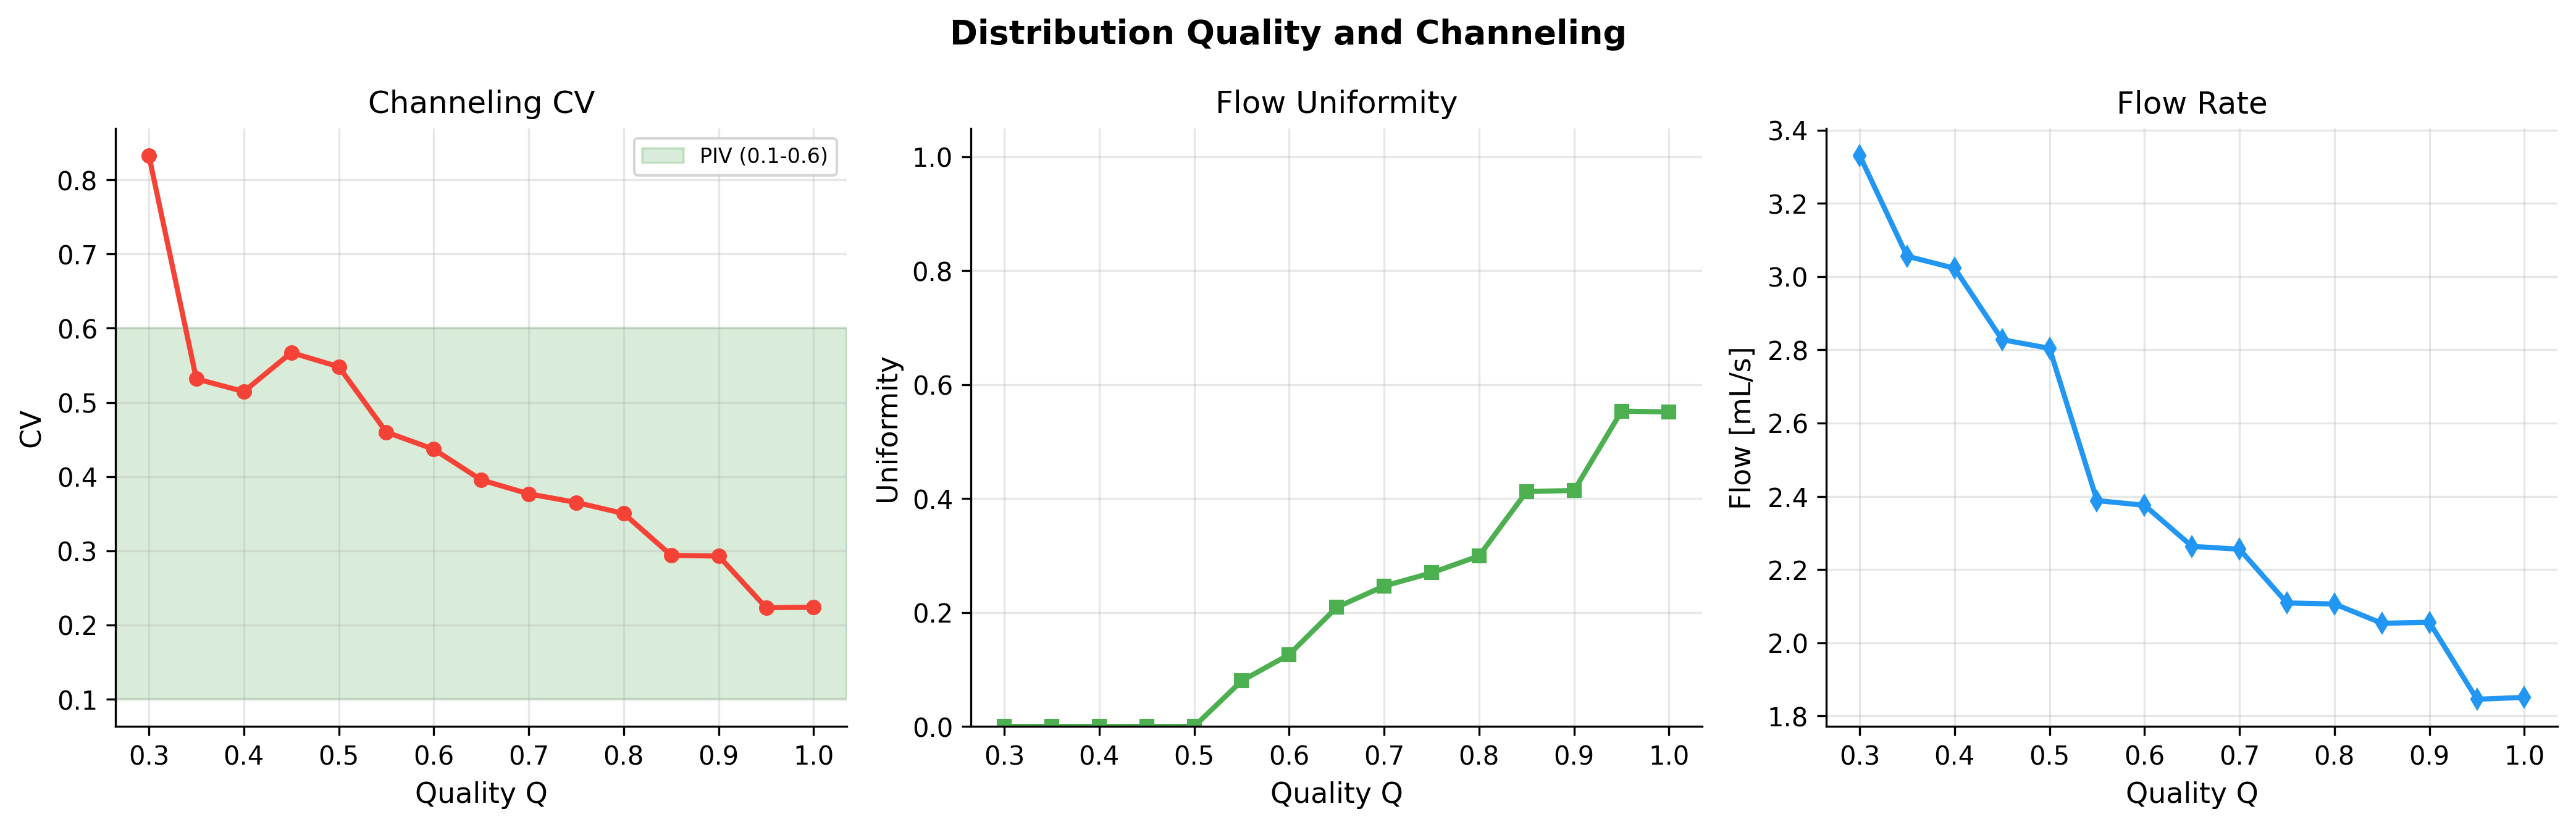 Distribution Quality and Channeling
Channeling CV
CV
0.8
0.7
0.6
0.5
0.4
0.3
0.2
0.1
PIV (0.1-0.6)
0.3 0.4 0.5 0.6 0.7 0.8 0.9 1.0
Quality Q
Flow Uniformity
Uniformity
1.0
0.8
0.6
0.4
0.2
0.0
0.3 0.4 0.5 0.6 0.7 0.8 0.9 1.0
Quality Q
Flow Rate
Flow [mL/s]
3.4
3.2
3.0
2.8
2.6
2.4
2.2
2.0
1.8
0.3 0.4 0.5 0.6 0.7 0.8 0.9 1.0
Quality Q